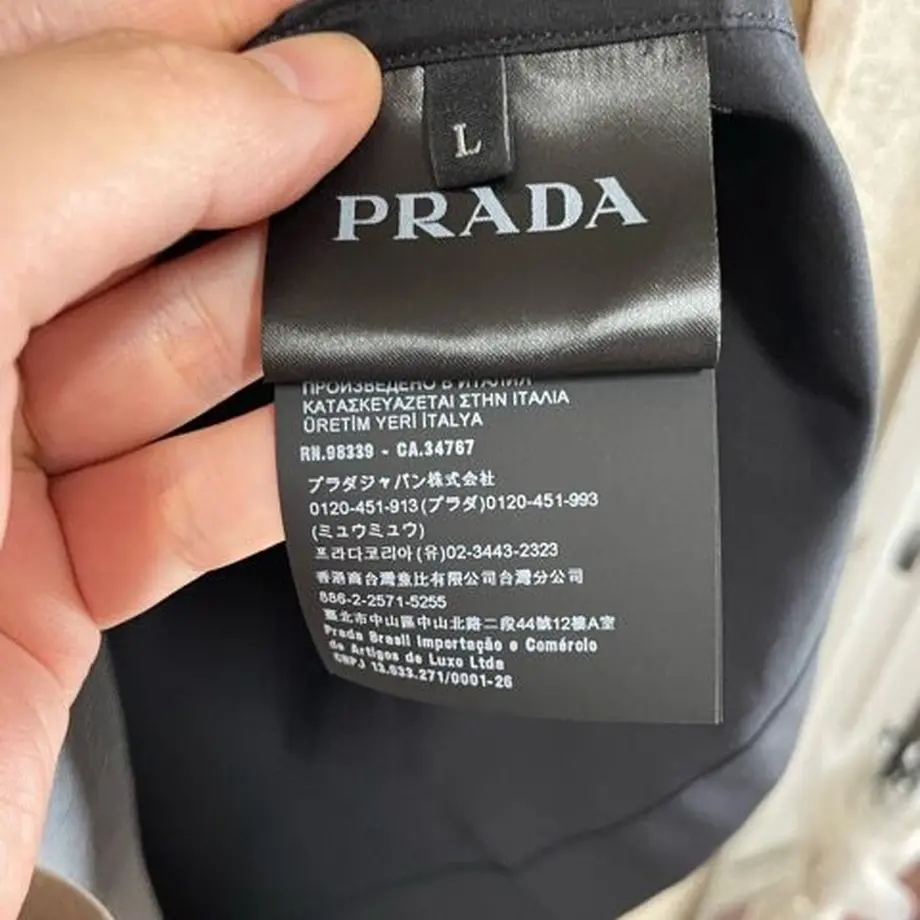 L
PRADA
ПРОИЗВЕДЕНО В ИТАЛИИ
ΚΑΤΑΣΚΕΥΑΖΕΤΑΙ ΣΤΗΝ ΙΤΑΛΙΑ
ÜRETİM YERİ İTALYA
RN.98339 - CA.34767
プラダジャパン株式会社
0120-451-913(プラダ)0120-451-993
(ミュウミュウ)
프라다코리아(유)02-3443-2323
香港商台灣意比有限公司台灣分公司
886-2-2571-5255
臺北市中山區中山北路二段44號12樓A室
Prada Brasil Importação e Comércio
de Artigos de Luxo Ltda
CNPJ 13.033.271/0001-26